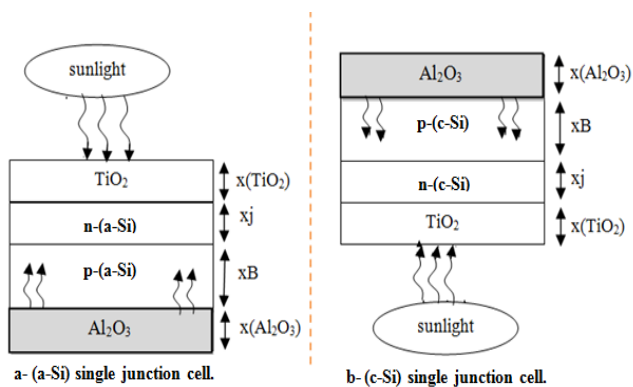 sunlight
TiO₂
x(TiO₂)
n-(a-Si)
xj
p-(a-Si)
xB
Al₂O₃
x(Al₂O₃)
a- (a-Si) single junction cell.
Al₂O₃
x(Al₂O₃)
p-(c-Si)
xB
n-(c-Si)
xj
TiO₂
x(TiO₂)
sunlight
b- (c-Si) single junction cell.